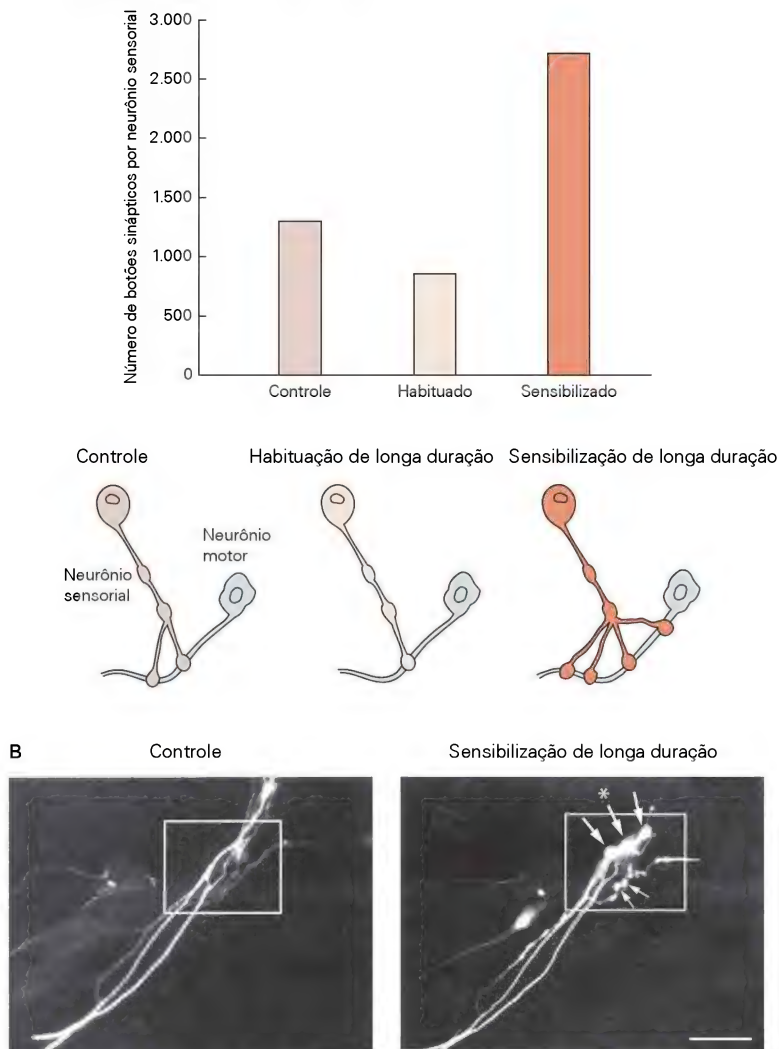 Número de botões sinápticos por neurônio sensorial
3.000
2.500
2.000
1.500
1.000
500
0
Controle
Habituado
Sensibilizado
Controle
Habituação de longa duração
Sensibilização de longa duração
Neurônio
motor
Neurônio
sensorial
B
Controle
Sensibilização de longa duração
*